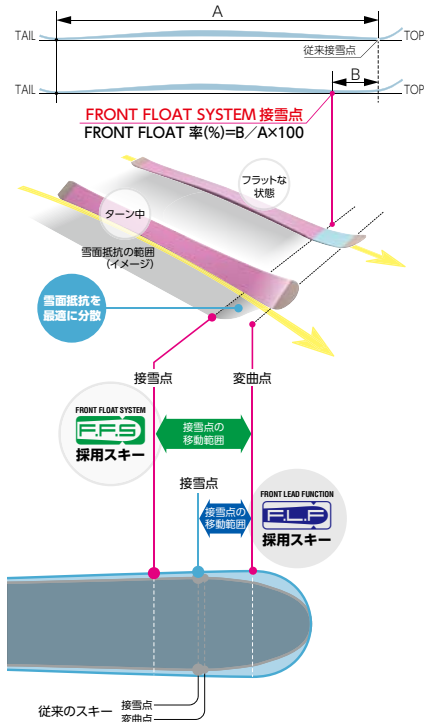 A
TAIL
TOP
従来接雪点
B
TAIL
TOP
FRONT FLOAT SYSTEM 接雪点
FRONT FLOAT 率(%)=B/A×100
フラットな
状態
ターン中
雪面抵抗の範囲
(イメージ)
雪面抵抗を
最適に分散
接雪点
変曲点
FRONT FLOAT SYSTEM
F.F.S
採用スキー
接雪点の
移動範囲
接雪点
FRONT LEAD FUNCTION
F.L.F
採用スキー
接雪点の
移動範囲
従来のスキー
接雪点
変曲点